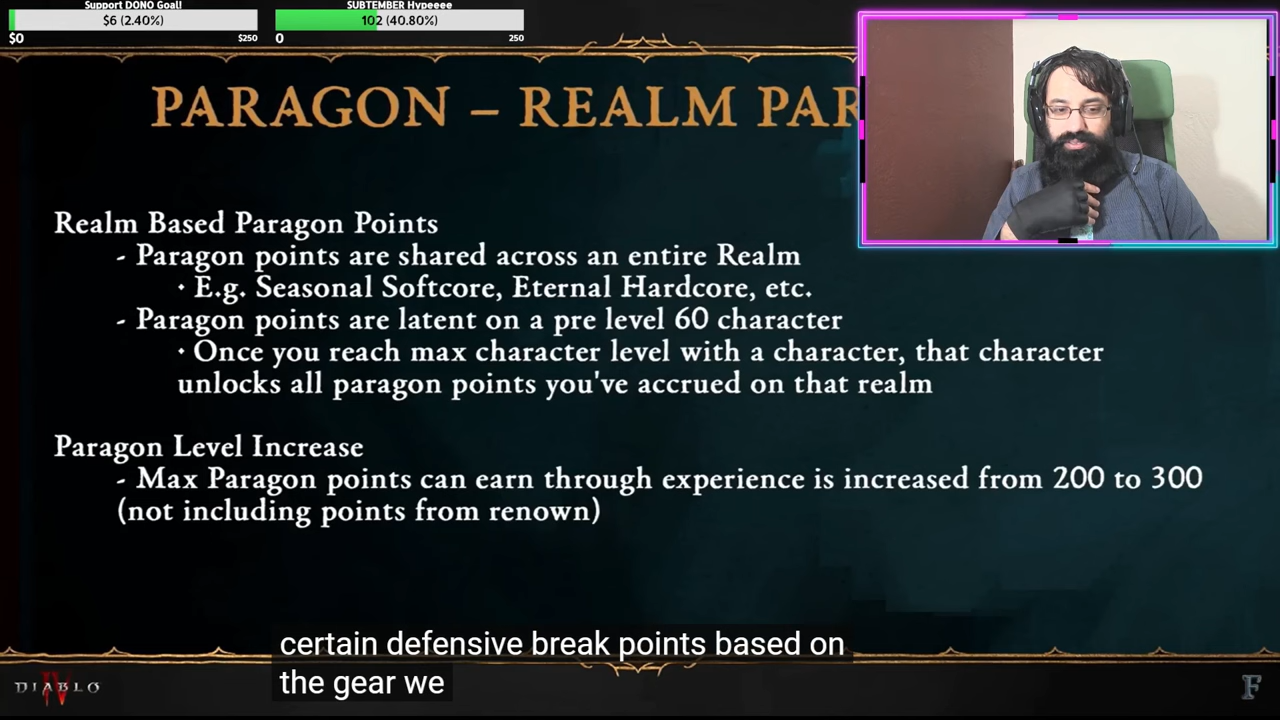 Support DONO Goal!
$6 (2.40%)
$0
$250
SUBTEMBER Hypeeee
102 (40.80%)
0
250
PARAGON – REALM PAR
Realm Based Paragon Points
- Paragon points are shared across an entire Realm
· E.g. Seasonal Softcore, Eternal Hardcore, etc.
- Paragon points are latent on a pre level 60 character
· Once you reach max character level with a character, that character
unlocks all paragon points you've accrued on that realm
Paragon Level Increase
- Max Paragon points can earn through experience is increased from 200 to 300
(not including points from renown)
certain defensive break points based on
the gear we
DIABLO
IV
F